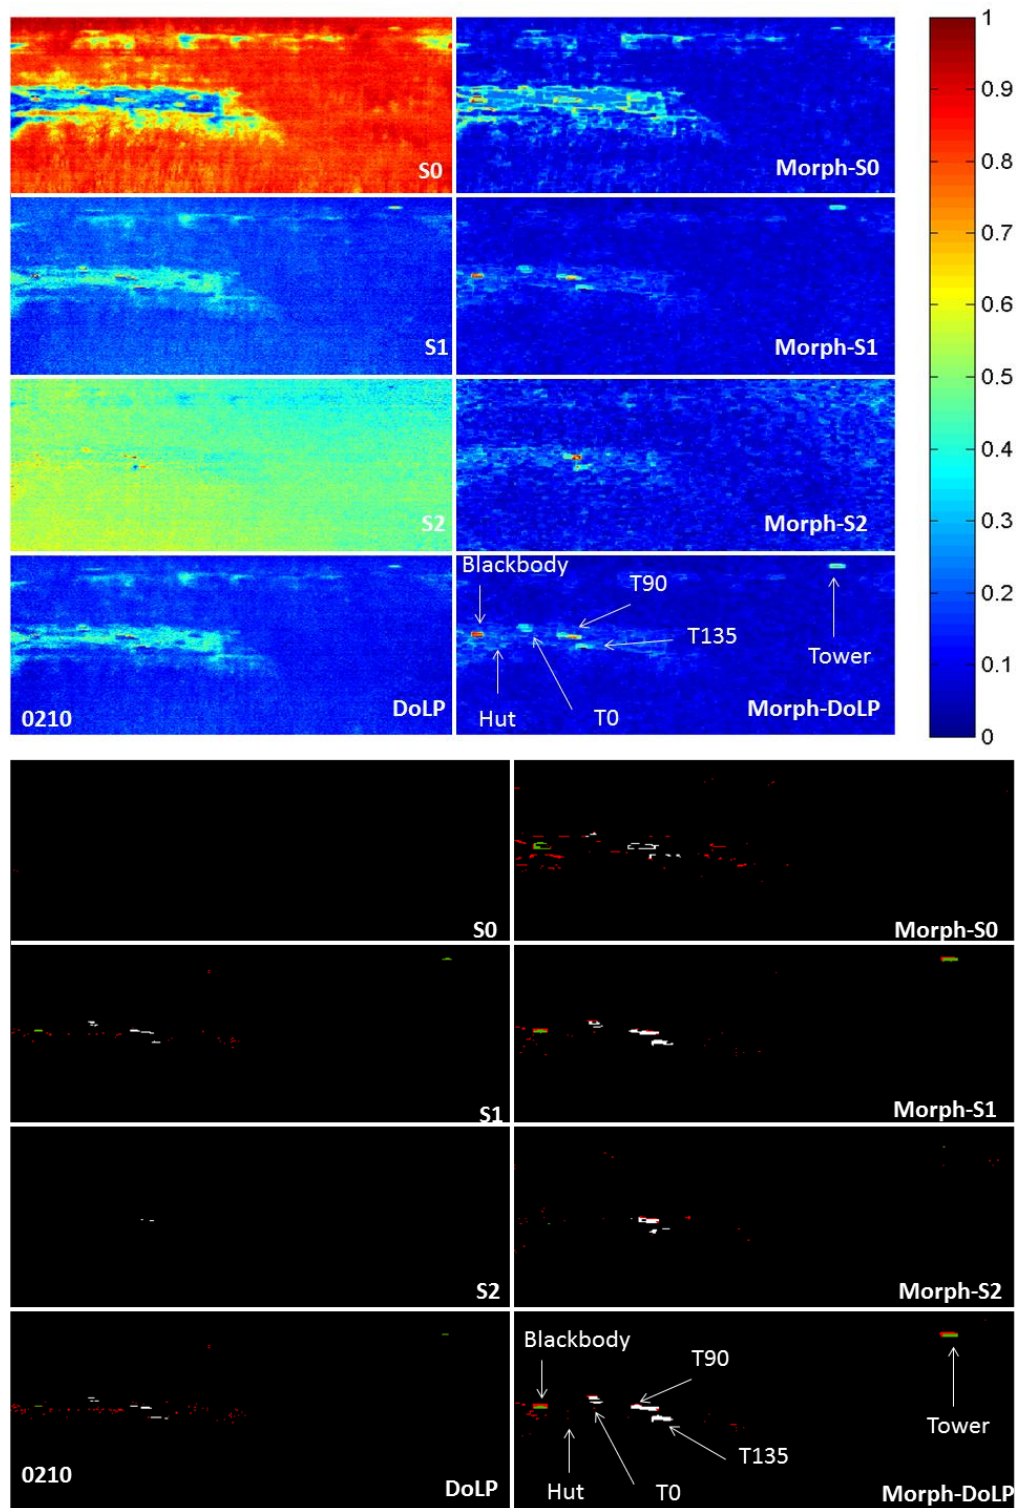 1
0.9
0.8
0.7
0.6
0.5
0.4
0.3
0.2
0.1
0
S0
Morph-S0
S1
Morph-S1
S2
Morph-S2
Blackbody
T90
T135
Tower
Hut
T0
0210
DoLP
Morph-DoLP
S0
Morph-S0
S1
Morph-S1
S2
Morph-S2
Blackbody
T90
Tower
T135
Hut
T0
0210
DoLP
Morph-DoLP